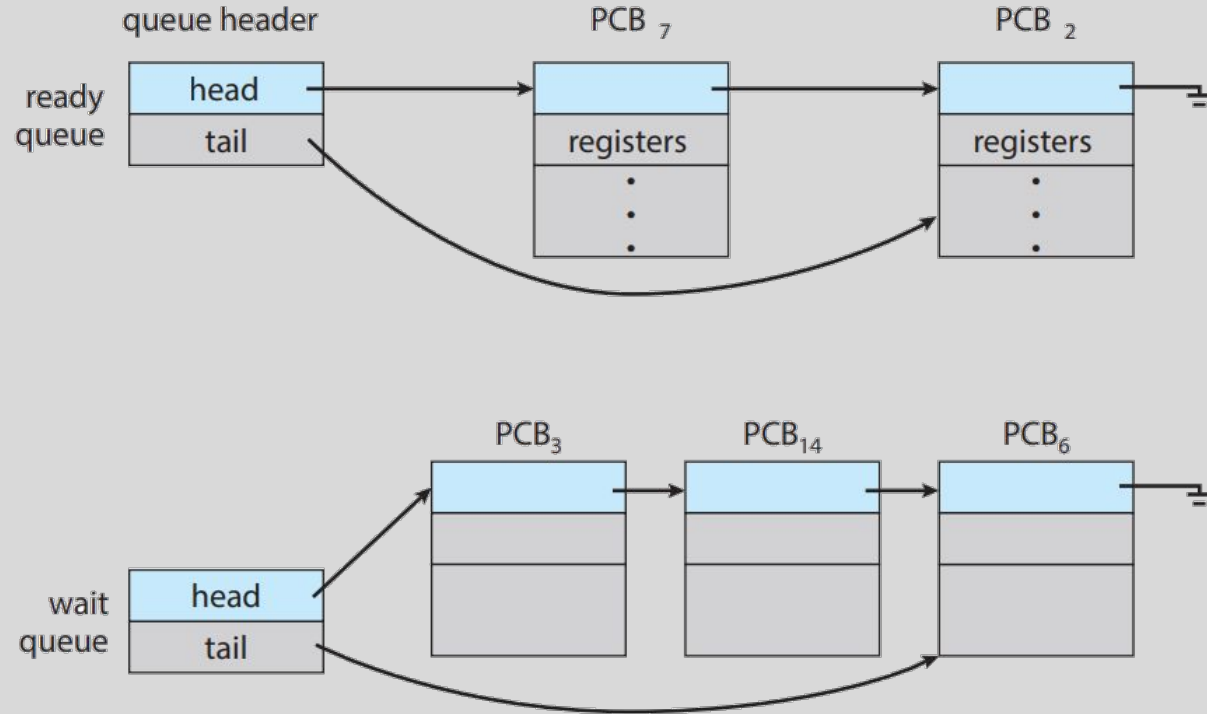 queue header
PCB 7
PCB 2
ready
queue
head
tail
registers
registers
PCB3
PCB14
PCB6
wait
queue
head
tail